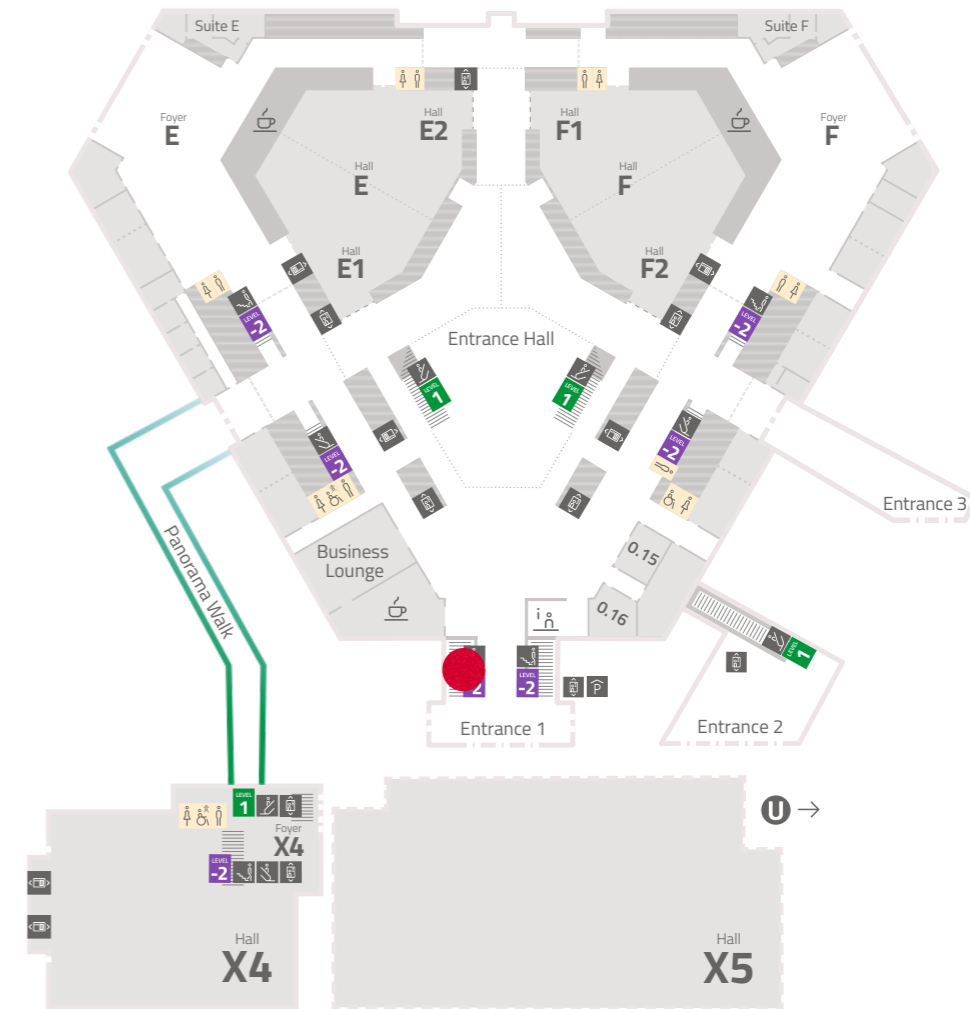 Suite E
Suite F
Hall
E2
Hall
F1
Foyer
E
Foyer
F
Hall
E
Hall
F
Hall
E1
Hall
F2
LEVEL
-2
LEVEL
-2
Entrance Hall
LEVEL
1
LEVEL
1
LEVEL
-2
LEVEL
-2
Entrance 3
Panorama Walk
Business
Lounge
0.15
0.16
i
LEVEL
1
LEVEL
-2
P
Entrance 1
Entrance 2
LEVEL
1
U
Foyer
X4
LEVEL
-2
Hall
X4
Hall
X5